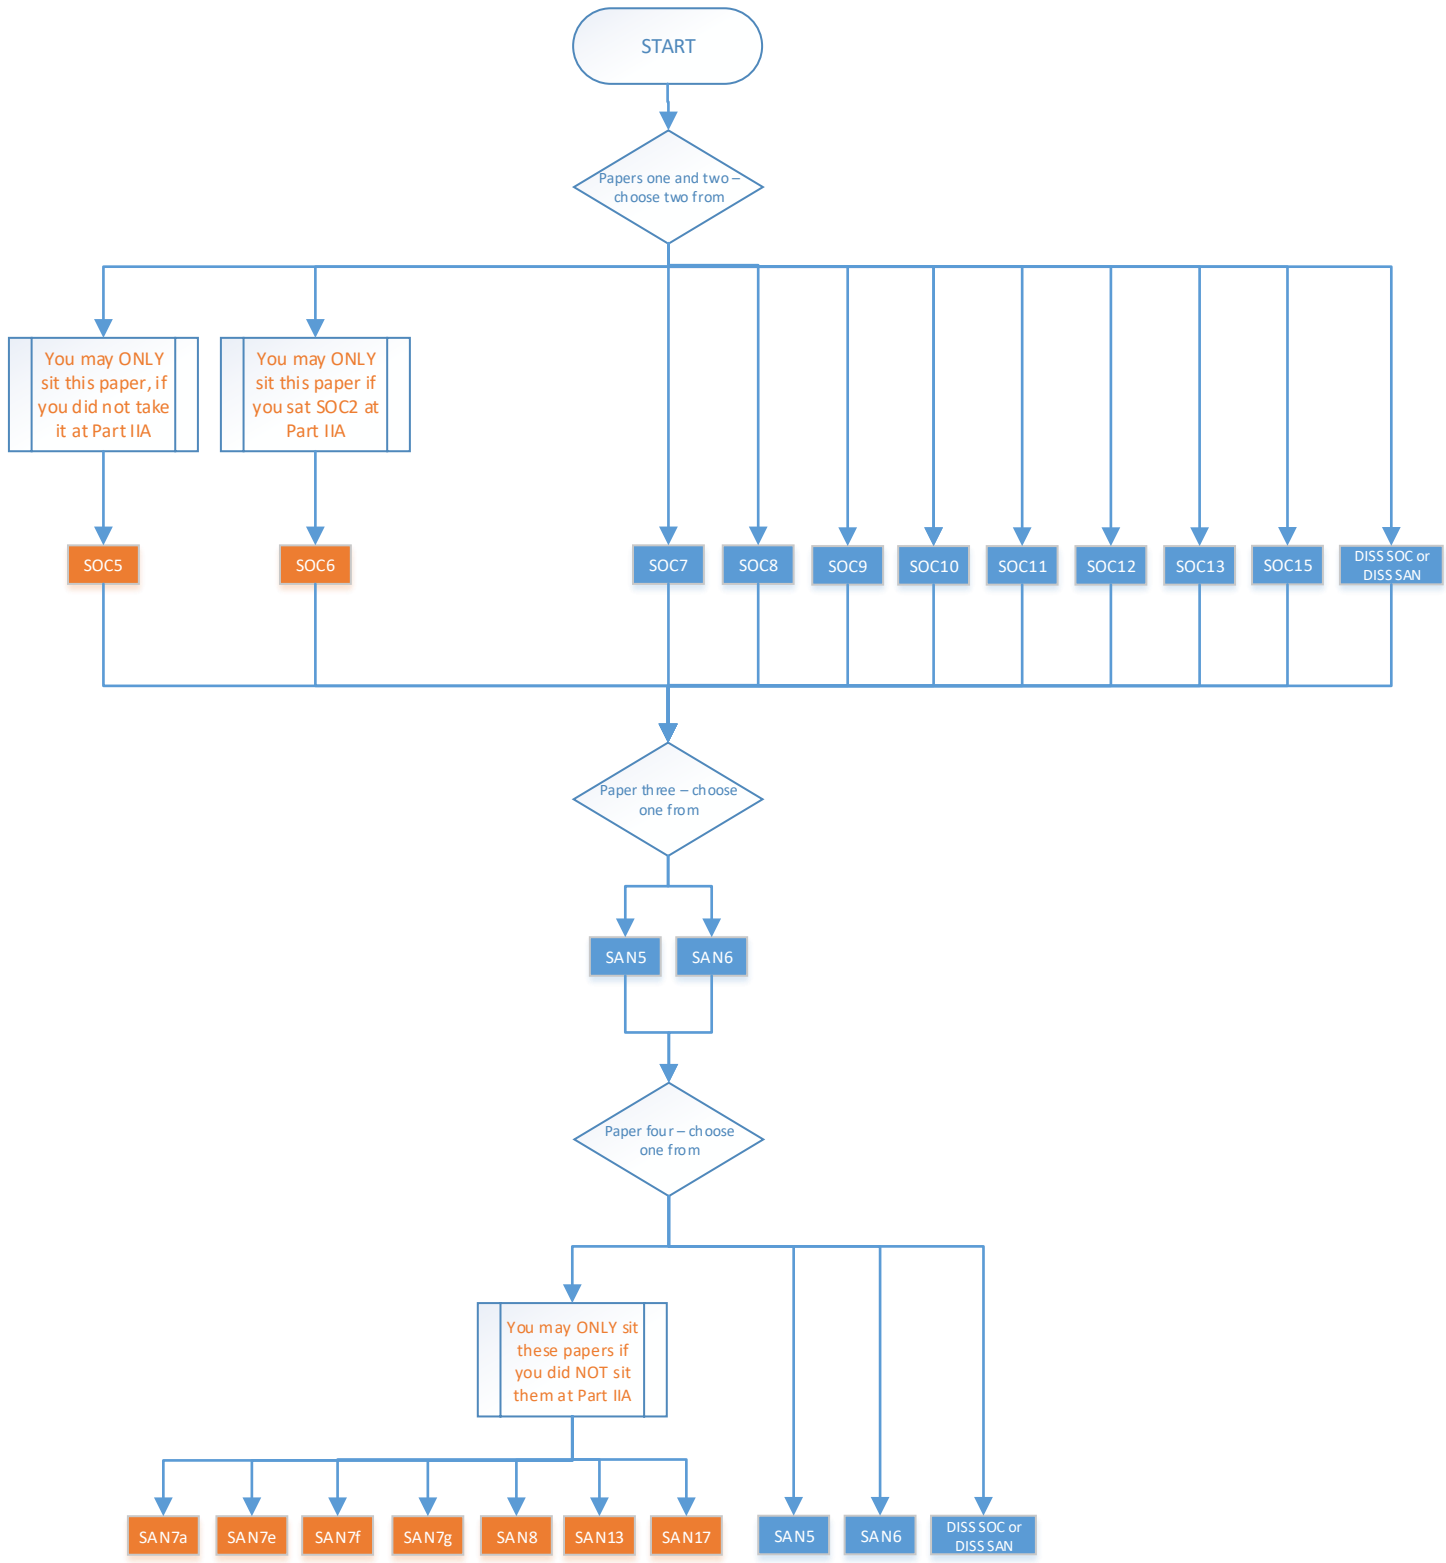 START
Papers one and two –
choose two from
You may ONLY
sit this paper, if
you did not take
it at Part IIA
You may ONLY
sit this paper if
you sat SOC2 at
Part IIA
SOC5
SOC6
SOC7
SOC8
SOC9
SOC10
SOC11
SOC12
SOC13
SOC15
DISS SOC or
DISS SAN
Paper three – choose
one from
SAN5
SAN6
Paper four – choose
one from
You may ONLY sit
these papers if
you did NOT sit
them at Part IIA
SAN7a
SAN7e
SAN7f
SAN7g
SAN8
SAN13
SAN17
SAN5
SAN6
DISS SOC or
DISS SAN